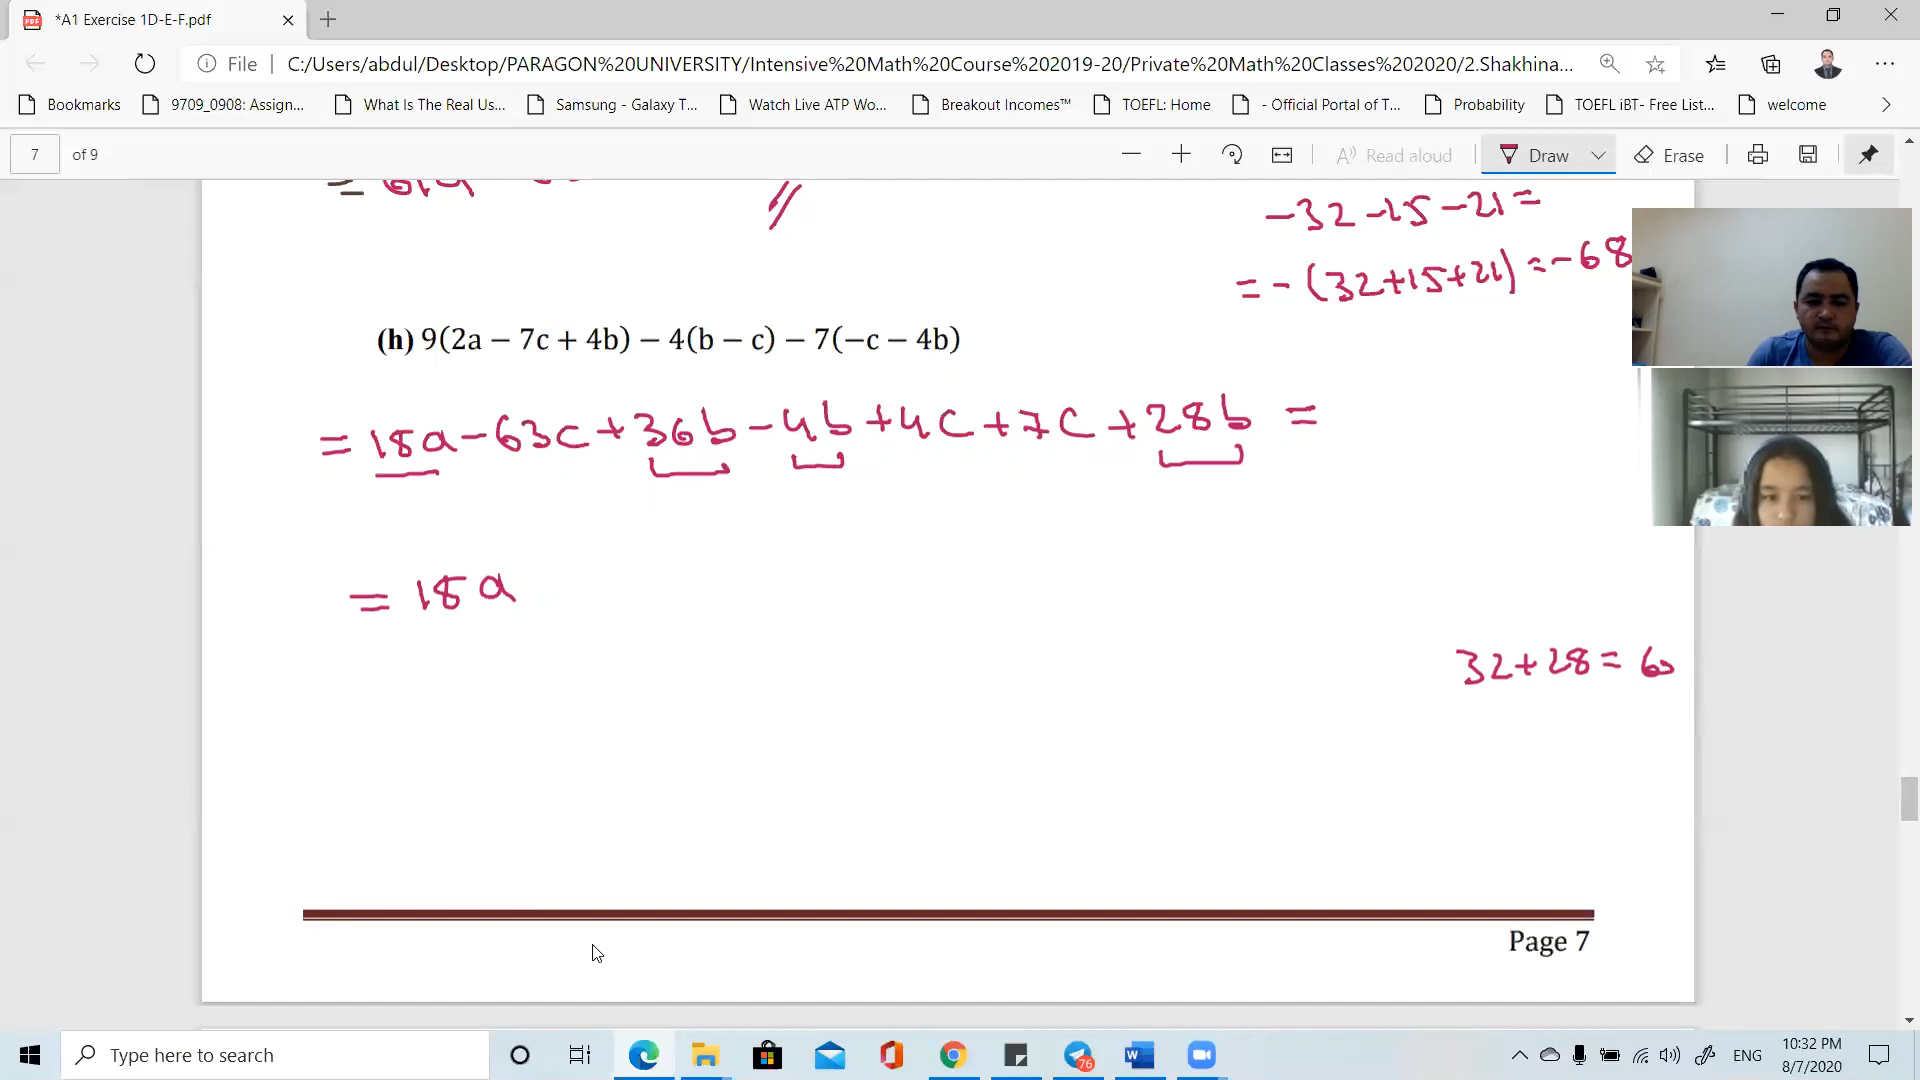 *A1 Exercise 1D-E-F.pdf
File | C:/Users/abdul/Desktop/PARAGON%20UNIVERSITY/Intensive%20Math%20Course%202019-20/Private%20Math%20Classes%202020/2.Shakhina...
Bookmarks 9709_0908: Assign... What Is The Real Us... Samsung - Galaxy T... Watch Live ATP Wo... Breakout Incomes™ TOEFL: Home - Official Portal of T... Probability TOEFL iBT- Free List... welcome
7 of 9 Read aloud Draw Erase
-32-15-21=
=-(32+15+21)=-68
(h) 9(2a − 7c + 4b) − 4(b − c) − 7(−c − 4b)
= 18a-63c+36b-4b+4c+7c+28b =
= 18a
32+28= 60
Page 7
Type here to search
76
ENG
10:32 PM
8/7/2020